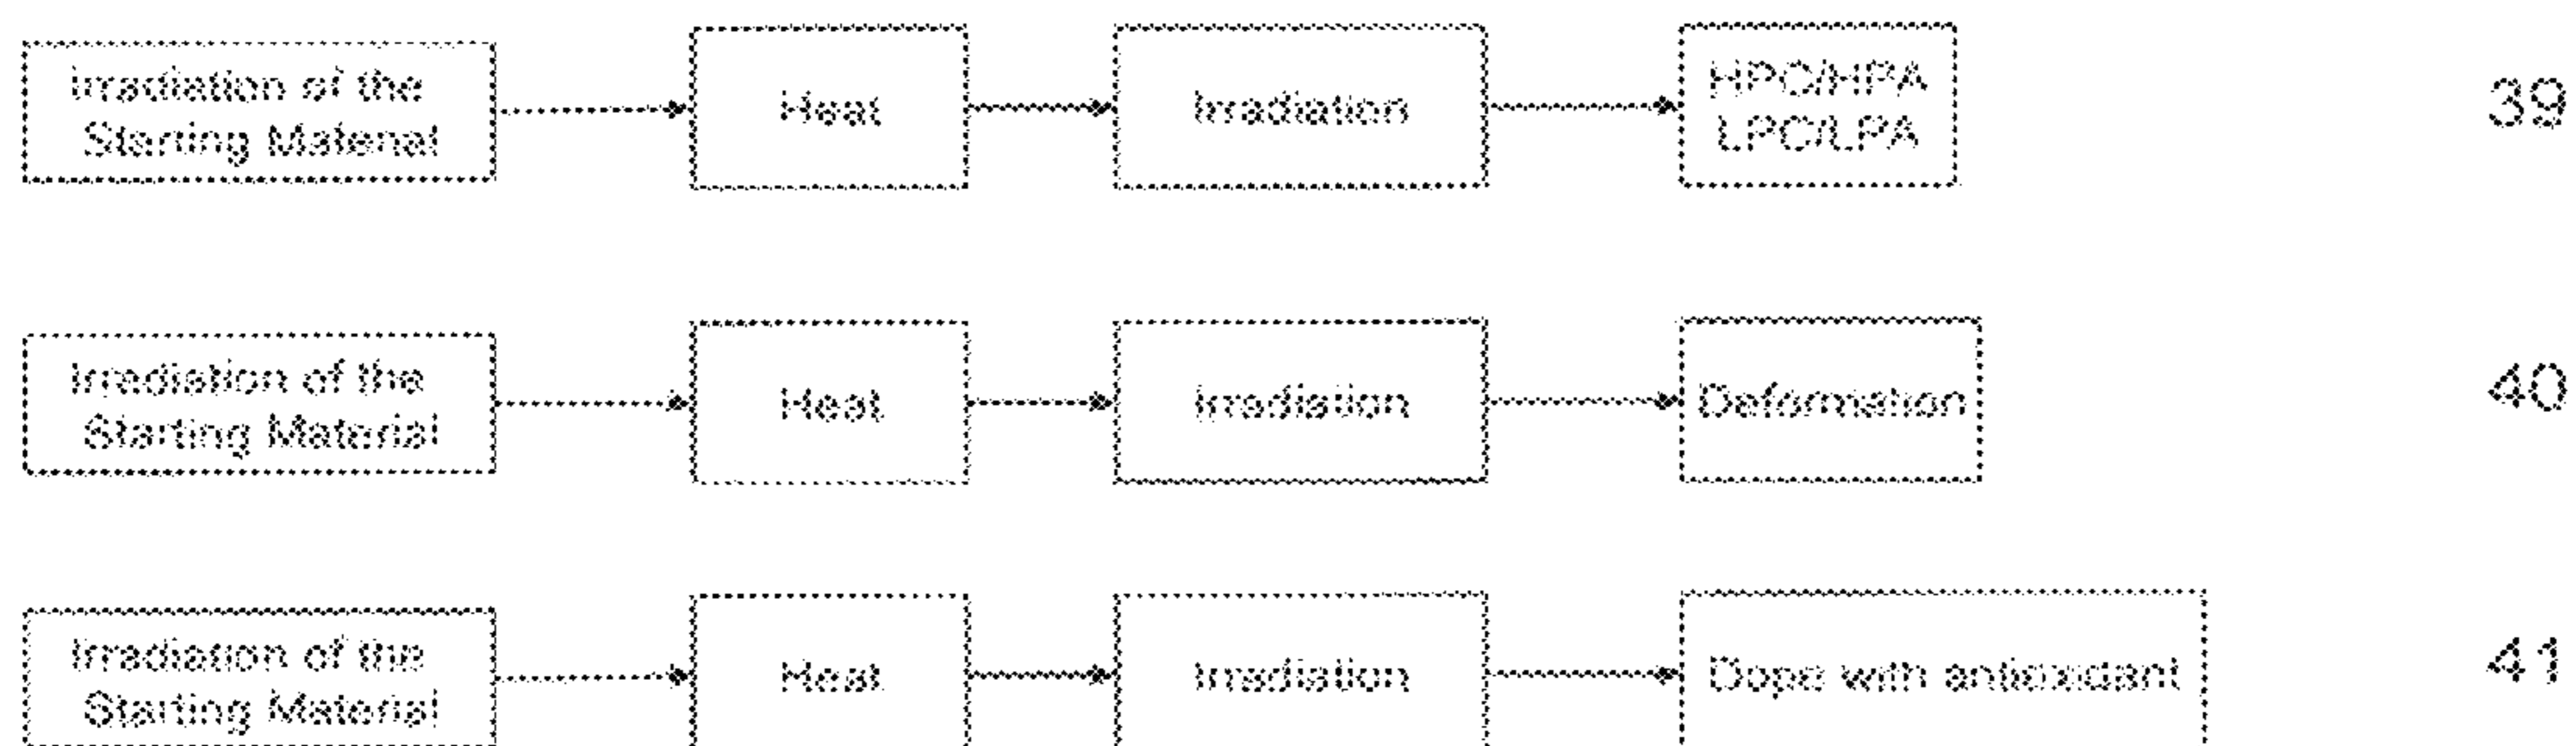 Irradiation of the
Starting Material
Heat
Irradiation
HPC/HPA
LPC/LPA
39
Irradiation of the
Starting Material
Heat
Irradiation
Deformation
40
Irradiation of the
Starting Material
Heat
Irradiation
Dope with antioxidant
41